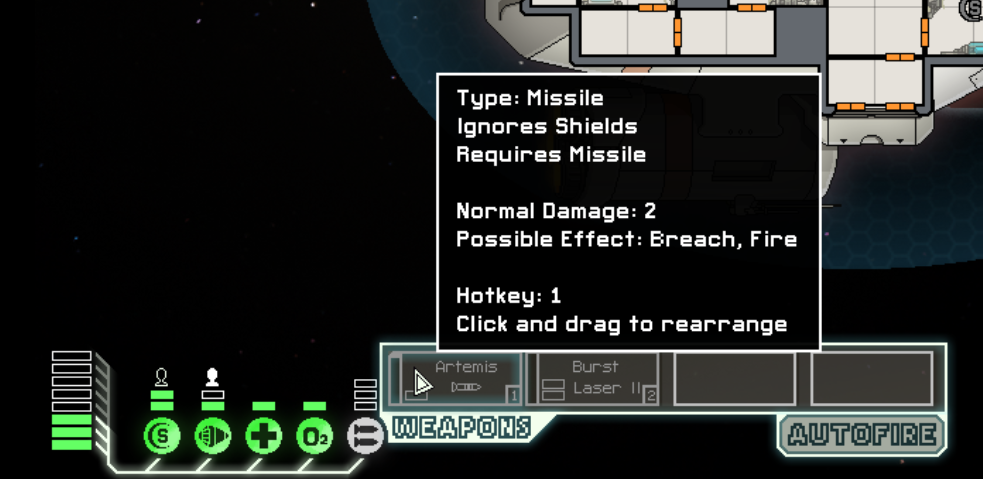 Type: Missile
Ignores Shields
Requires Missile
Normal Damage: 2
Possible Effect: Breach, Fire
Hotkey: 1
Click and drag to rearrange
Artemis
1
Burst
Laser II
2
S
O2
WEAPONS
AUTOFIRE